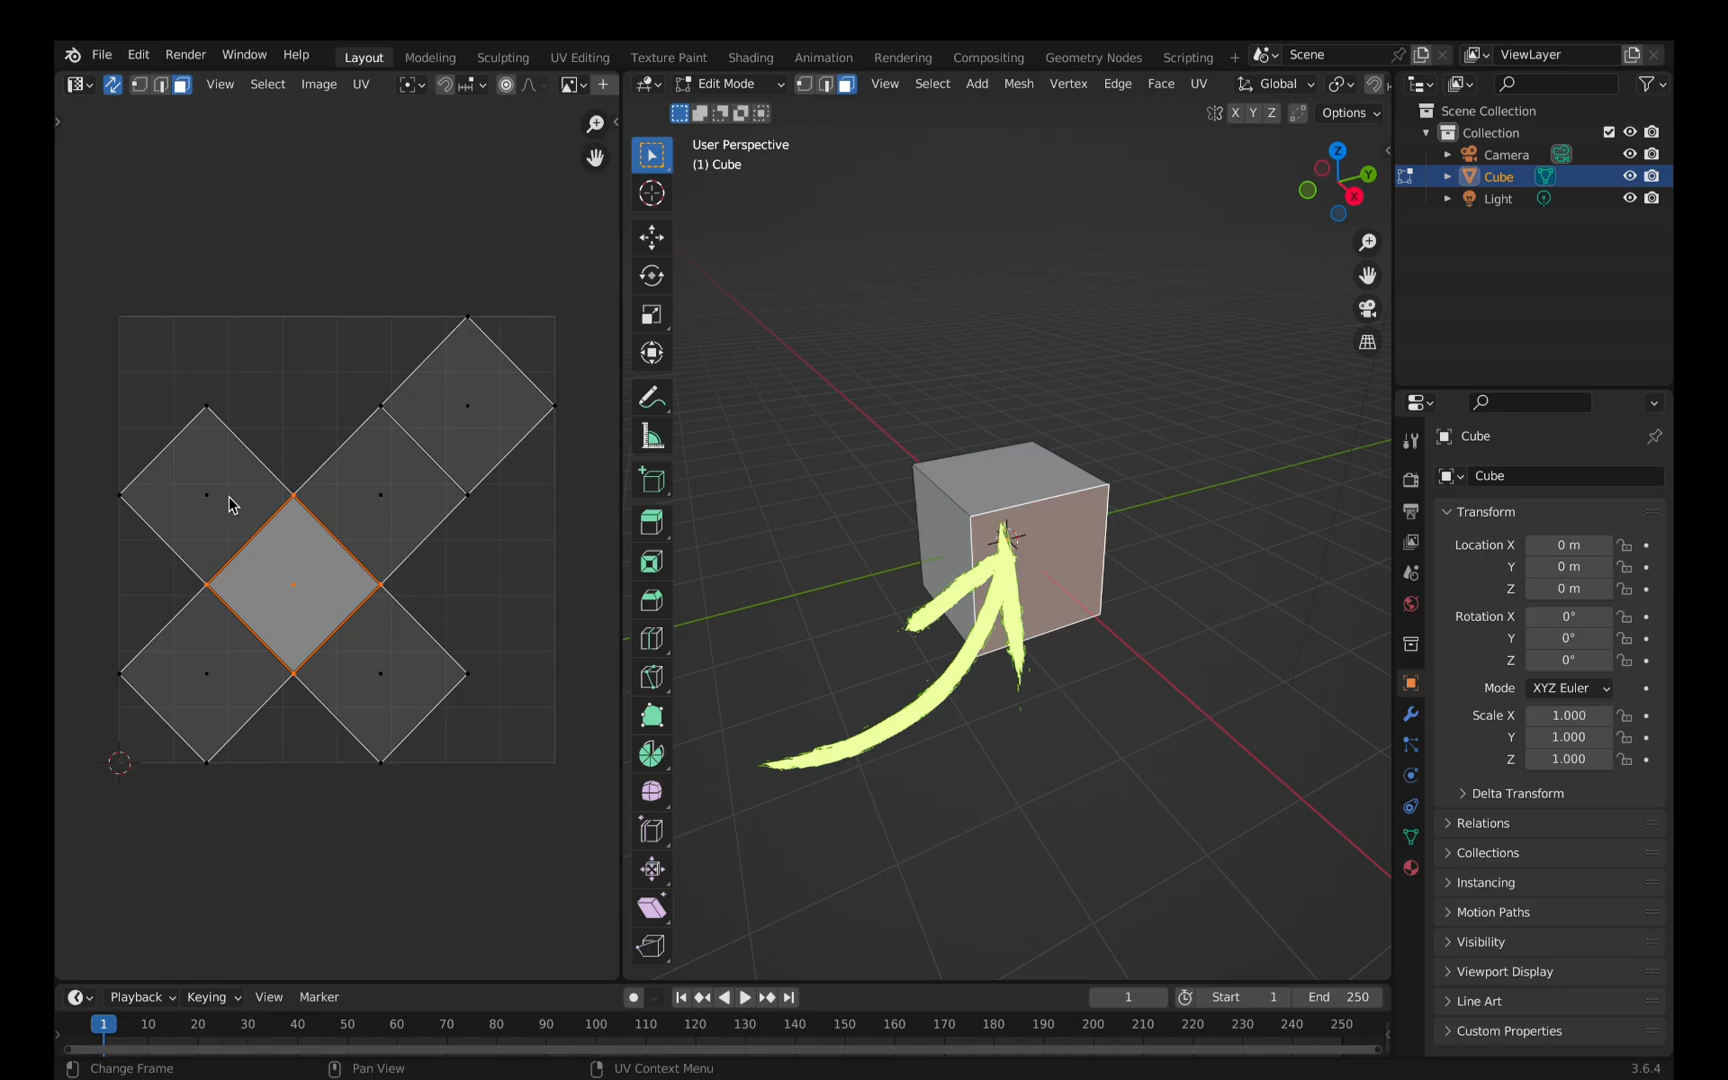 File Edit Render Window Help Layout Modeling Sculpting UV Editing Texture Paint Shading Animation Rendering Compositing Geometry Nodes Scripting + Scene ViewLayer
View Select Image UV Edit Mode View Select Add Mesh Vertex Edge Face UV Global
X Y Z Options
Scene Collection
Collection
Camera
Cube
Light
User Perspective
(1) Cube
Z
Y
X
Cube
Cube
Transform
Location X 0 m
Y 0 m
Z 0 m
Rotation X 0°
Y 0°
Z 0°
Mode XYZ Euler
Scale X 1.000
Y 1.000
Z 1.000
Delta Transform
Relations
Collections
Instancing
Motion Paths
Visibility
Viewport Display
Line Art
Custom Properties
Playback Keying View Marker 1 Start 1 End 250
1 10 20 30 40 50 60 70 80 90 100 110 120 130 140 150 160 170 180 190 200 210 220 230 240 250
Change Frame Pan View UV Context Menu 3.6.4